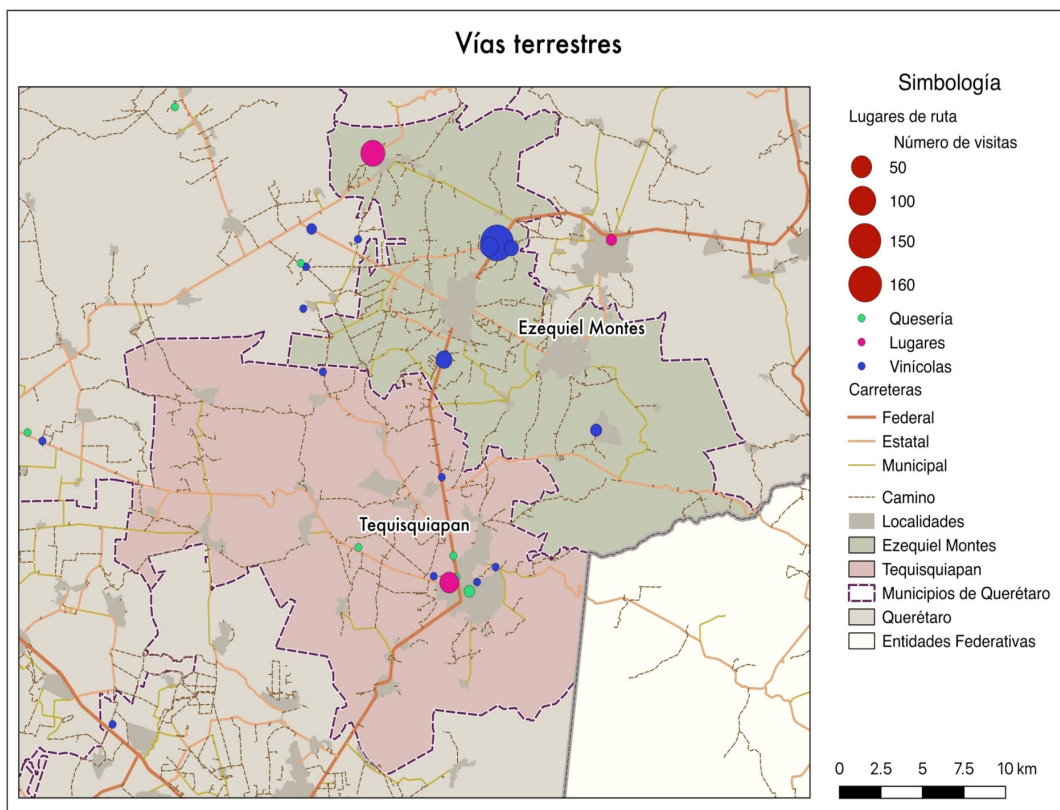 Vías terrestres
Ezequiel Montes
Tequisquiapan
Simbología
Lugares de ruta
Número de visitas
50
100
150
160
Quesería
Lugares
Vinícolas
Carreteras
Federal
Estatal
Municipal
Camino
Localidades
Ezequiel Montes
Tequisquiapan
Municipios de Querétaro
Querétaro
Entidades Federativas
0 2.5 5 7.5 10 km